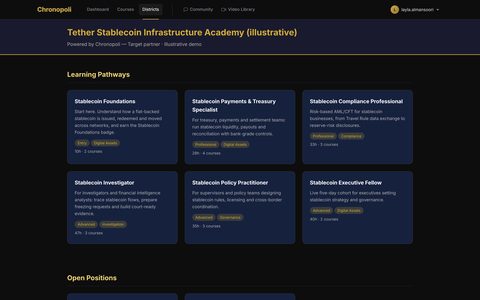 Chronopoli
Dashboard Courses Districts Community Video Library
L layla.almansoori
Tether Stablecoin Infrastructure Academy (illustrative)
Powered by Chronopoli — Target partner · Illustrative demo
Learning Pathways
Stablecoin Foundations
Start here. Understand how a fiat-backed
stablecoin is issued, redeemed and moved
across networks, and earn the Stablecoin
Foundations badge.
Entry Digital Assets
10h · 3 courses
Stablecoin Payments & Treasury
Specialist
For treasury, payments and settlement teams:
run stablecoin liquidity, payouts and
reconciliation with bank-grade controls.
Professional Digital Assets
28h · 4 courses
Stablecoin Compliance Professional
Risk-based AML/CFT for stablecoin
businesses, from Travel Rule data exchange to
reserve-risk disclosures.
Professional Compliance
33h · 3 courses
Stablecoin Investigator
For investigators and financial intelligence
analysts: trace stablecoin flows, prepare
freezing requests and build court-ready
evidence.
Advanced Investigator
47h · 3 courses
Stablecoin Policy Practitioner
For supervisors and policy teams designing
stablecoin rules, licensing and cross-border
coordination.
Advanced Governance
35h · 3 courses
Stablecoin Executive Fellow
Live five-day cohort for executives setting
stablecoin strategy and governance.
Advanced Digital Assets
40h · 3 courses
Open Positions